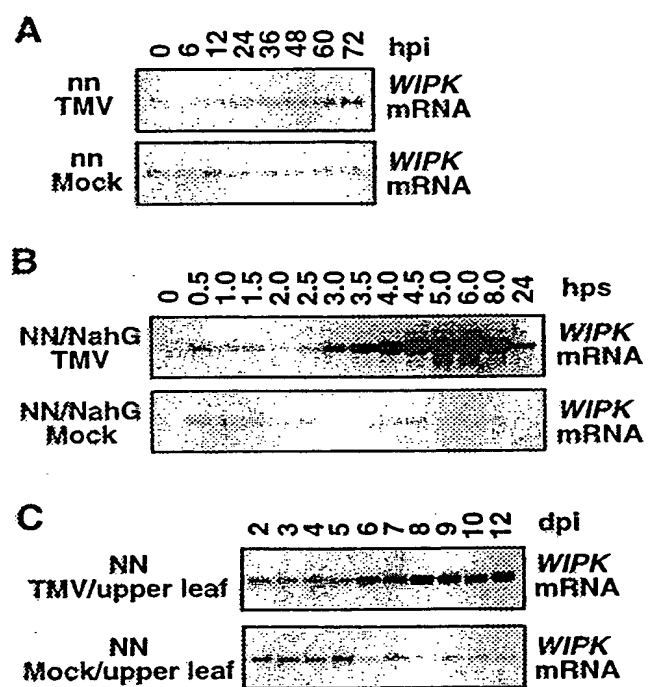 A
0 6 12 24 36 48 60 72 hpi
nn TMV
WIPK mRNA
nn Mock
WIPK mRNA
B
0 0.5 1.0 1.5 2.0 2.5 3.0 3.5 4.0 4.5 5.0 6.0 8.0 24 hps
NN/NahG TMV
WIPK mRNA
NN/NahG Mock
WIPK mRNA
C
2 3 4 5 6 7 8 9 10 12 dpi
NN TMV/upper leaf
WIPK mRNA
NN Mock/upper leaf
WIPK mRNA